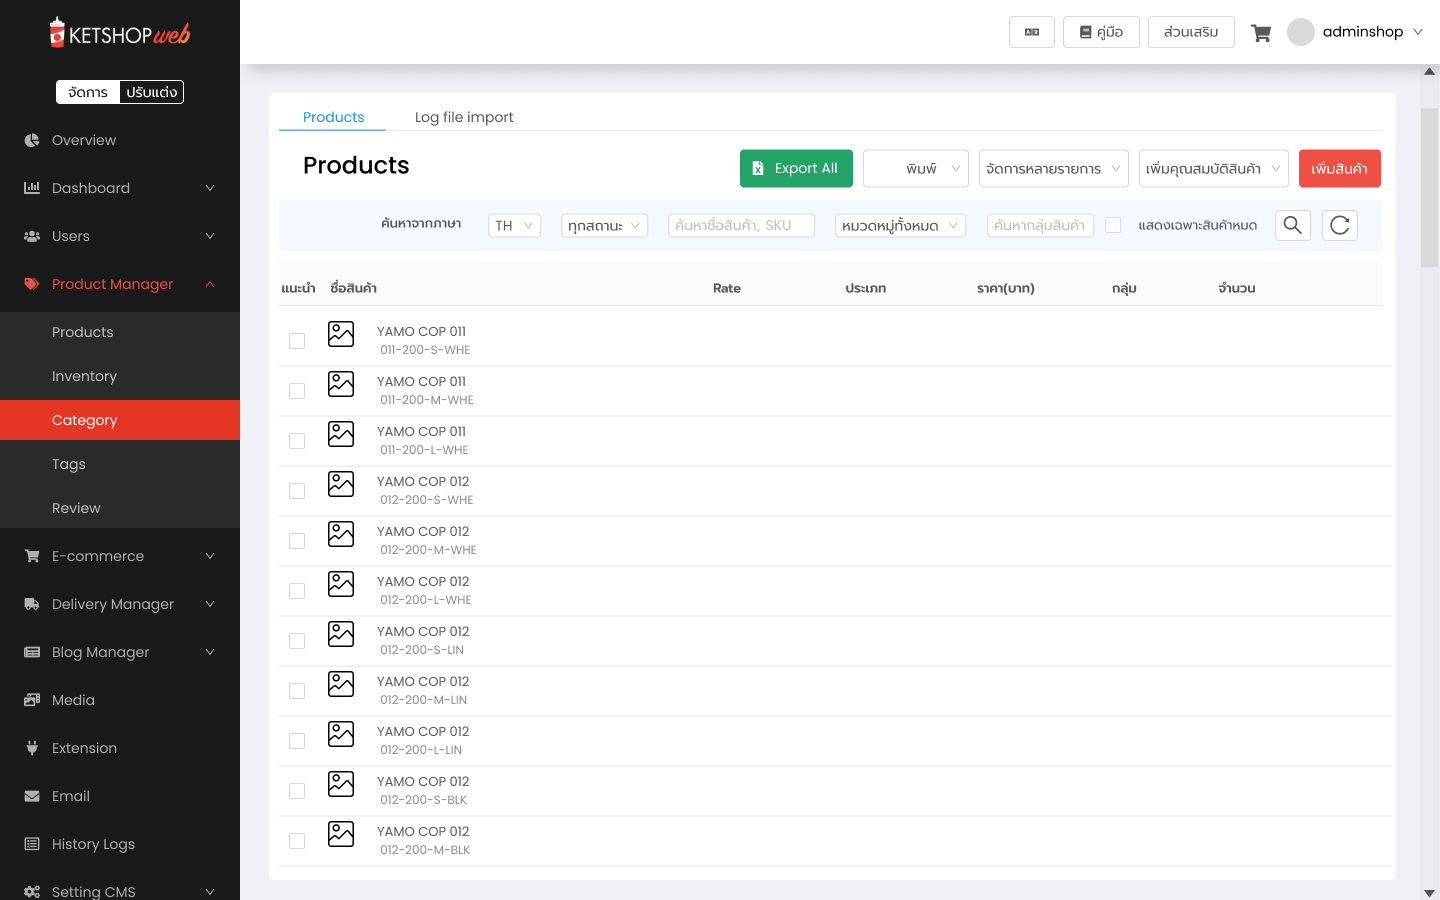 KETSHOPweb
คู่มือ ส่วนเสริม adminshop
จัดการ ปรับแต่ง
Overview
Dashboard
Users
Product Manager
Products
Inventory
Category
Tags
Review
E-commerce
Delivery Manager
Blog Manager
Media
Extension
Email
History Logs
Setting CMS
Products Log file import
Products
Export All พิมพ์ จัดการหลายรายการ เพิ่มคุณสมบัติสินค้า เพิ่มสินค้า
ค้นหาจากภาษา TH ทุกสถานะ ค้นหาชื่อสินค้า, SKU หมวดหมู่ทั้งหมด ค้นหากลุ่มสินค้า แสดงเฉพาะสินค้าหมด
แนะนำ ชื่อสินค้า Rate ประเภท ราคา(บาท) กลุ่ม จำนวน
YAMO COP 011
011-200-S-WHE
YAMO COP 011
011-200-M-WHE
YAMO COP 011
011-200-L-WHE
YAMO COP 012
012-200-S-WHE
YAMO COP 012
012-200-M-WHE
YAMO COP 012
012-200-L-WHE
YAMO COP 012
012-200-S-LIN
YAMO COP 012
012-200-M-LIN
YAMO COP 012
012-200-L-LIN
YAMO COP 012
012-200-S-BLK
YAMO COP 012
012-200-M-BLK